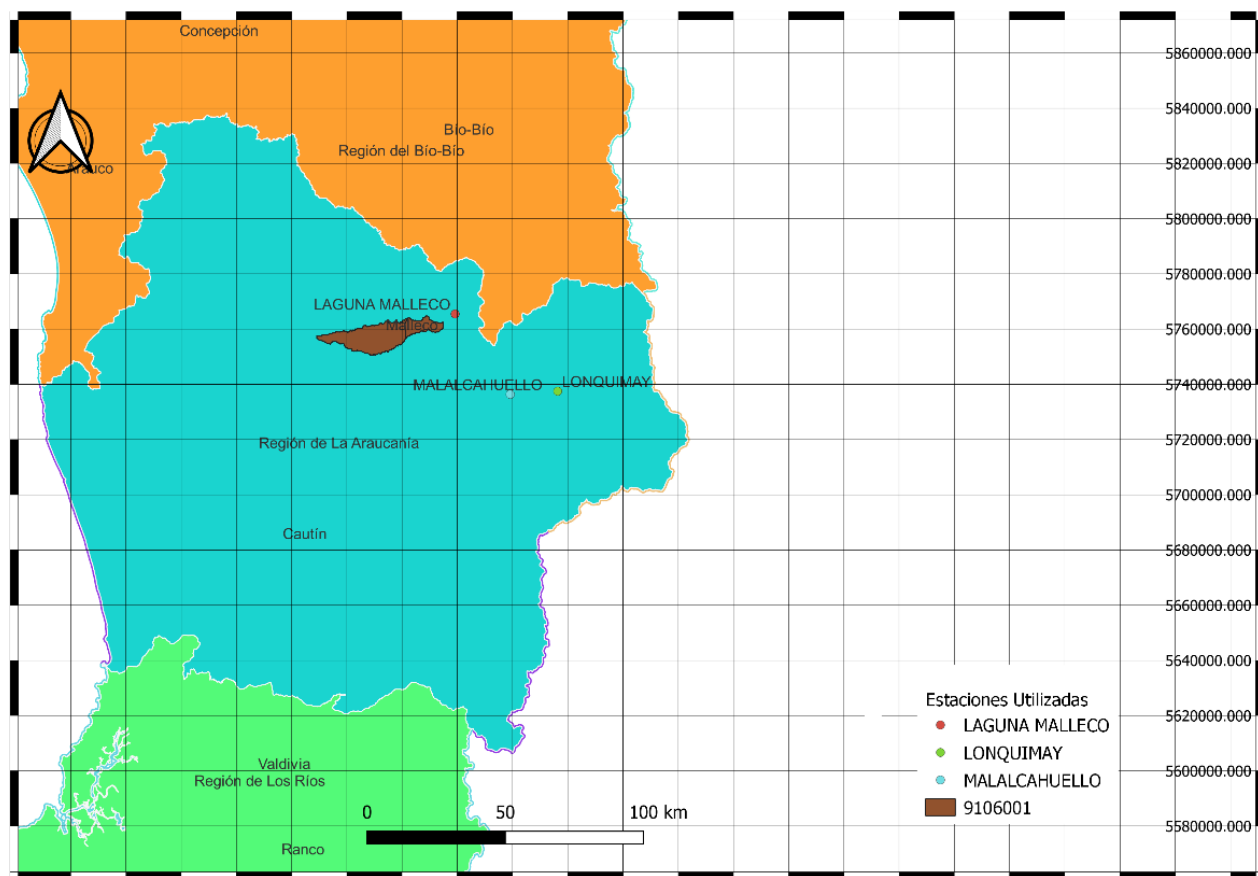 Concepción
5860000.000
5840000.000
Bío-Bío
Región del Bío-Bío
5820000.000
Arauco
5800000.000
5780000.000
LAGUNA MALLECO
Malleco
5760000.000
MALALCAHUELLO
LONQUIMAY
5740000.000
Región de La Araucanía
5720000.000
5700000.000
Cautín
5680000.000
5660000.000
5640000.000
Estaciones Utilizadas
LAGUNA MALLECO
5620000.000
LONQUIMAY
Valdivia
5600000.000
Región de Los Ríos
MALALCAHUELLO
9106001
0 50 100 km
5580000.000
Ranco